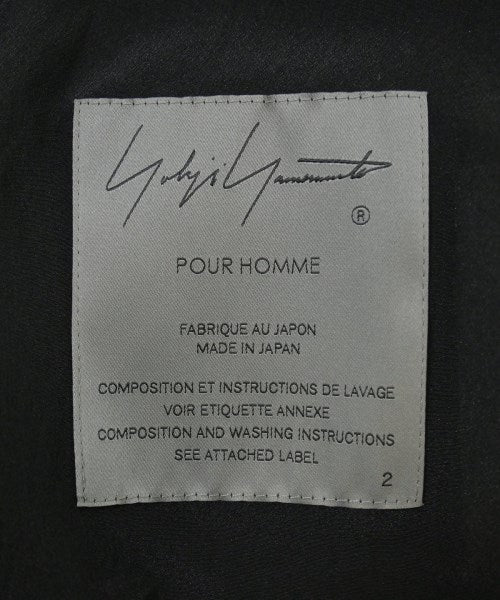 Yohji Yamamoto
®
POUR HOMME
FABRIQUE AU JAPON
MADE IN JAPAN
COMPOSITION ET INSTRUCTIONS DE LAVAGE
VOIR ETIQUETTE ANNEXE
COMPOSITION AND WASHING INSTRUCTIONS
SEE ATTACHED LABEL
2